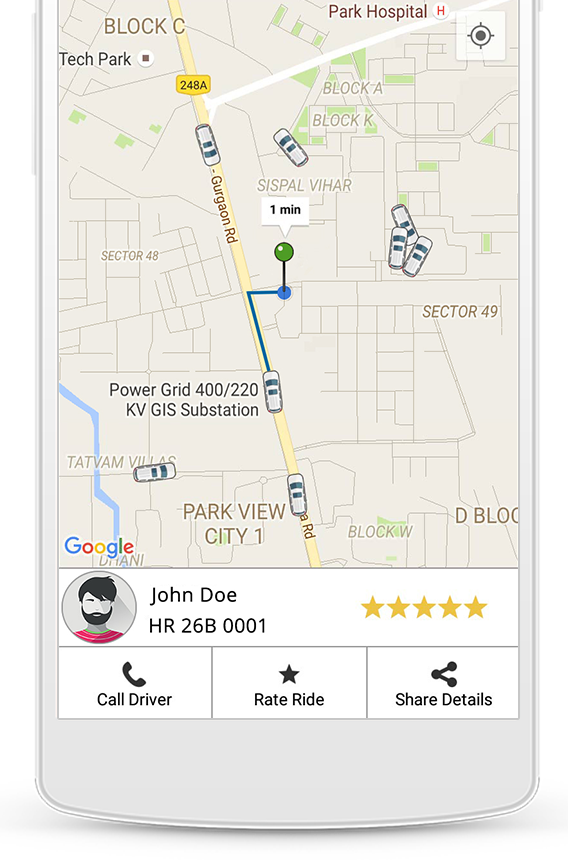 Park Hospital H
BLOCK C
Tech Park
248A
BLOCK A
BLOCK K
SISPAL VIHAR
1 min
Gurgaon Rd
SECTOR 48
SECTOR 49
Power Grid 400/220
KV GIS Substation
TATVAM VILLAS
PARK VIEW
CITY 1
a Rd
D BLOC
BLOCK W
Google
DHANI
John Doe
HR 26B 0001
Call Driver
Rate Ride
Share Details